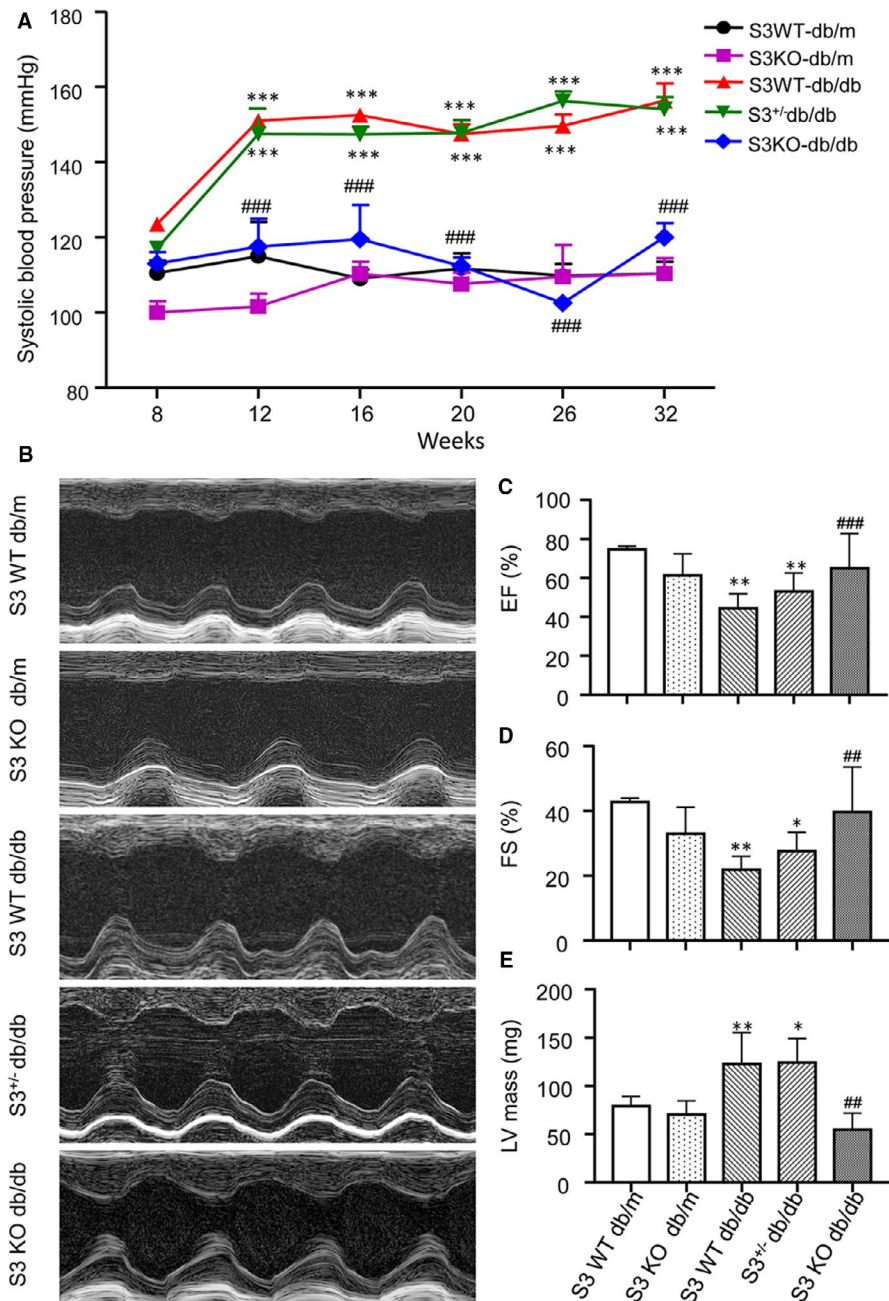 A
Systolic blood pressure (mmHg)
180
160
140
120
100
80
*** *** *** *** ***
*** *** *** *** ***
### ### ### ### ###
8 12 16 20 26 32
Weeks
S3WT-db/m
S3KO-db/m
S3WT-db/db
S3+/-db/db
S3KO-db/db
B
S3 WT db/m
S3 KO db/m
S3 WT db/db
S3+/- db/db
S3 KO db/db
C
EF (%)
100
80
60
40
20
0
** ** ###
D
FS (%)
60
40
20
0
** * ##
E
LV mass (mg)
200
150
100
50
0
** * ##
S3 WT db/m
S3 KO db/m
S3 WT db/db
S3+/- db/db
S3 KO db/db